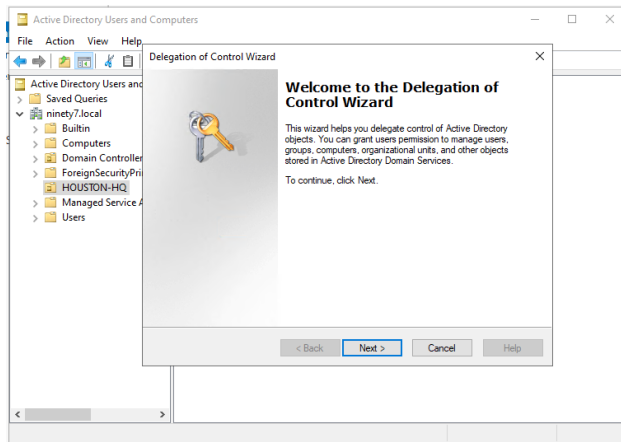 Active Directory Users and Computers
File Action View Help
Delegation of Control Wizard
Active Directory Users and
Saved Queries
ninety7.local
Builtin
Computers
Domain Controller
ForeignSecurityPri
HOUSTON-HQ
Managed Service A
Users
Welcome to the Delegation of
Control Wizard
This wizard helps you delegate control of Active Directory
objects. You can grant users permission to manage users,
groups, computers, organizational units, and other objects
stored in Active Directory Domain Services.
To continue, click Next.
< Back
Next >
Cancel
Help